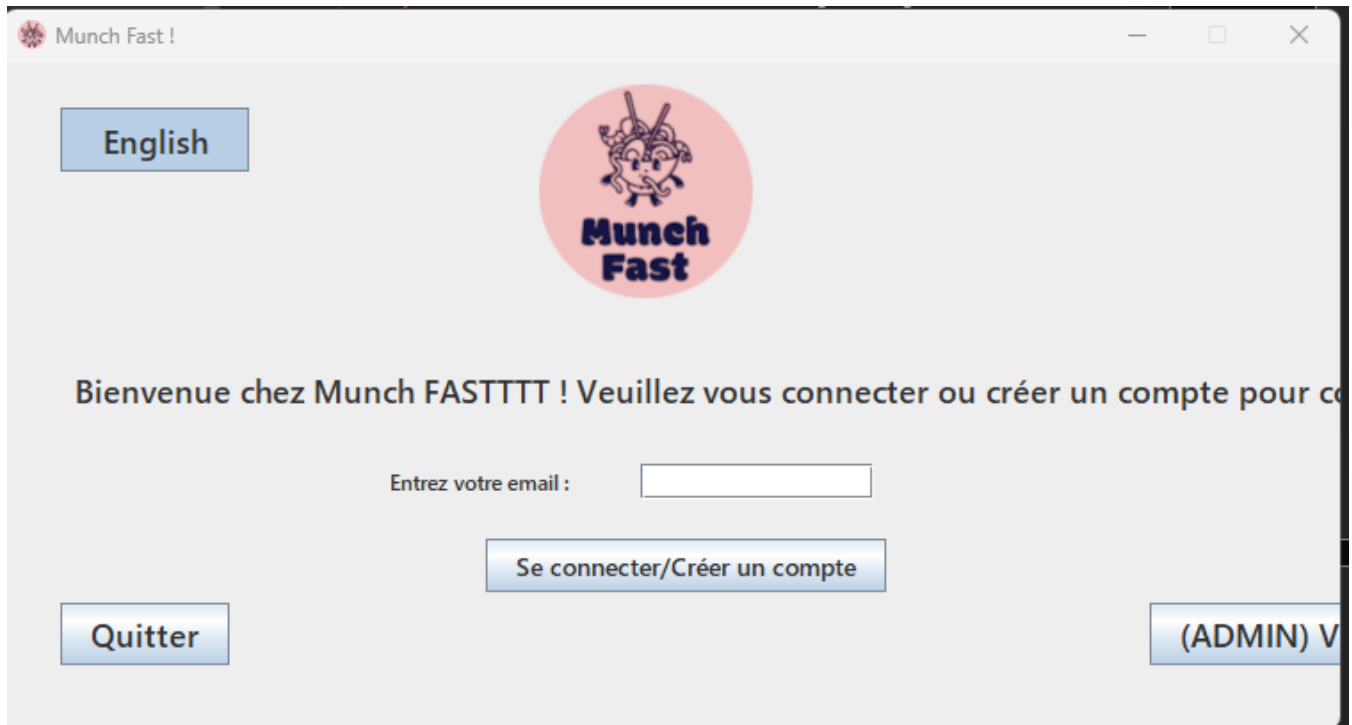 Munch Fast !
English
Munch
Fast
Bienvenue chez Munch FASTTTT ! Veuillez vous connecter ou créer un compte pour
Entrez votre email :
Se connecter/Créer un compte
Quitter
(ADMIN) V